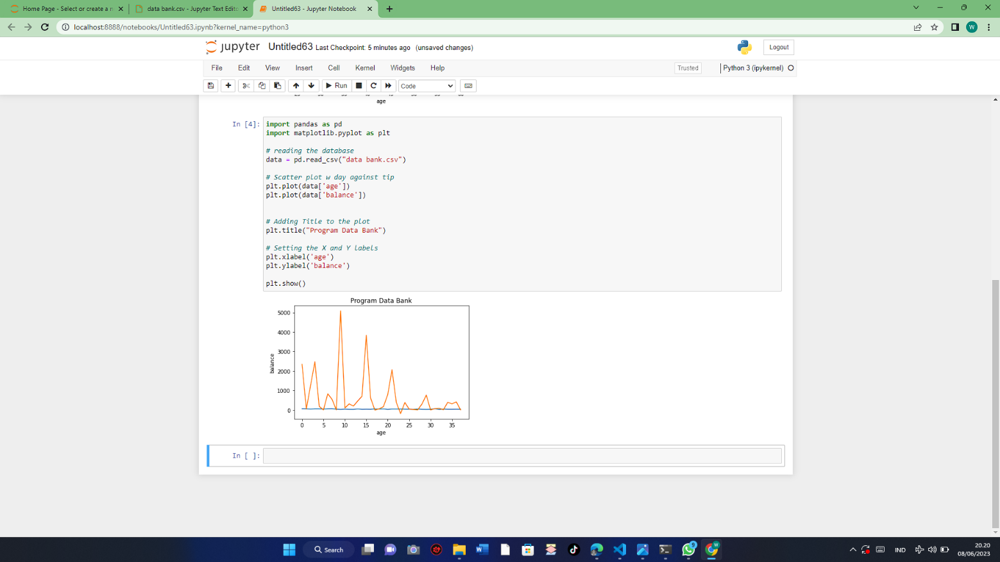 Home Page - Select or create a n
data bank.csv - Jupyter Text Edito
Untitled63 - Jupyter Notebook
localhost:8888/notebooks/Untitled63.ipynb?kernel_name=python3
W
jupyter Untitled63 Last Checkpoint: 5 minutes ago (unsaved changes)
Logout
File Edit View Insert Cell Kernel Widgets Help
Trusted
Python 3 (ipykernel)
Run
Code
age
In [4]:
import pandas as pd
import matplotlib.pyplot as plt
# reading the database
data = pd.read_csv("data bank.csv")
# Scatter plot w day against tip
plt.plot(data['age'])
plt.plot(data['balance'])
# Adding Title to the plot
plt.title("Program Data Bank")
# Setting the X and Y labels
plt.xlabel('age')
plt.ylabel('balance')
plt.show()
Program Data Bank
5000
4000
3000
2000
1000
0
balance
0 5 10 15 20 25 30 35
age
In [ ]:
Search
9
W
IND
20.20
08/06/2023